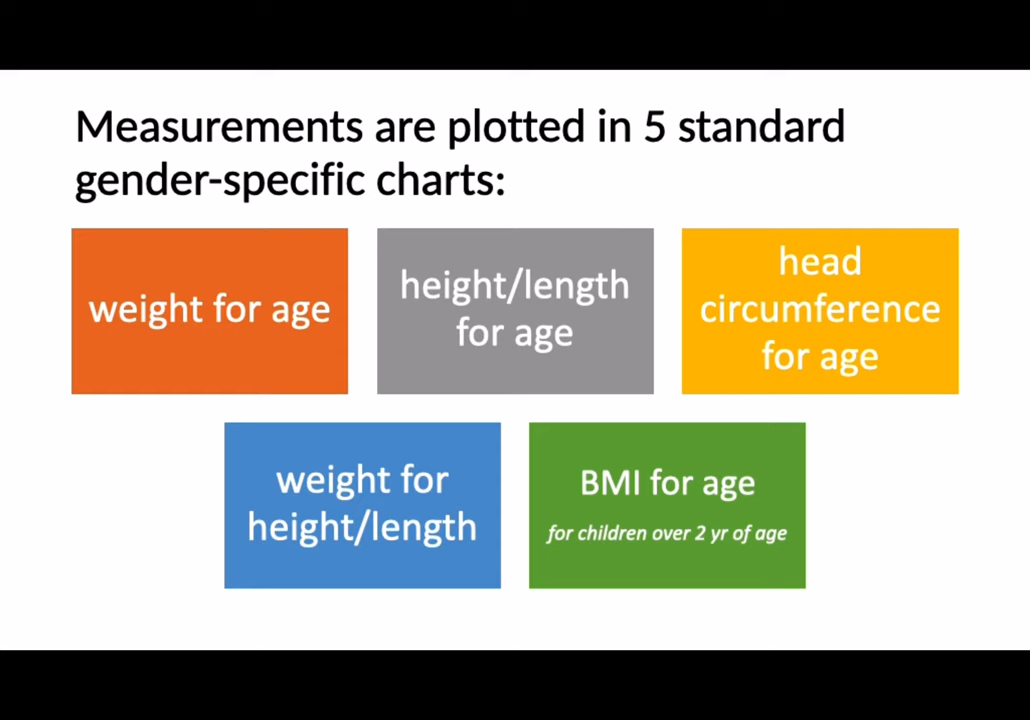 Measurements are plotted in 5 standard
gender-specific charts:
weight for age
height/length
for age
head
circumference
for age
weight for
height/length
BMI for age
for children over 2 yr of age